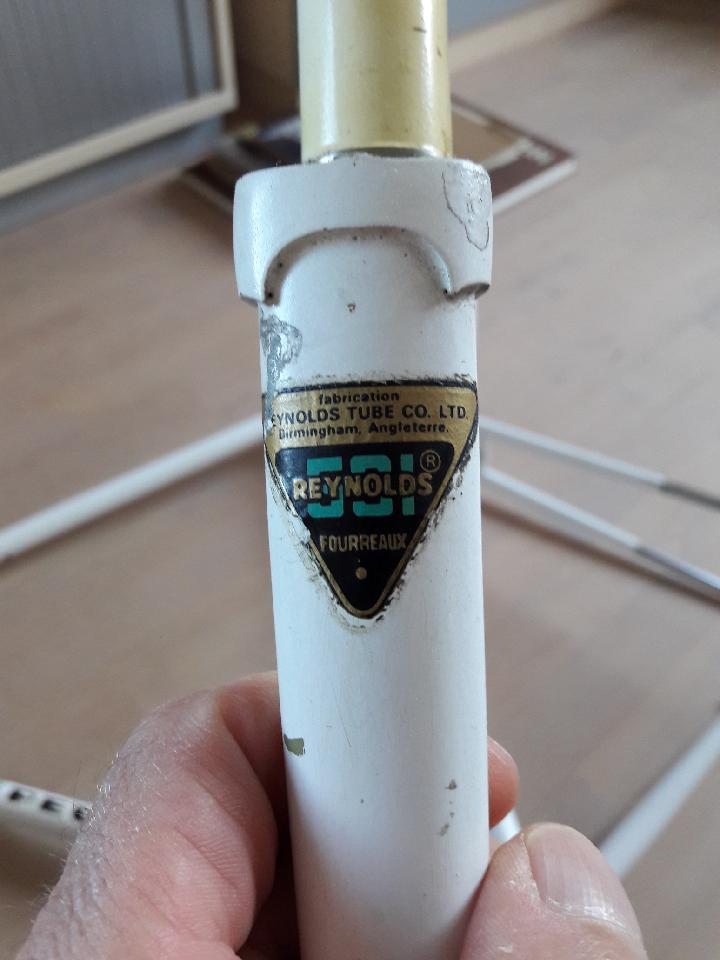 fabrication
EYNOLDS TUBE CO. LTD.
Birmingham, Angleterre.
531 ®
REYNOLDS
FOURREAUX